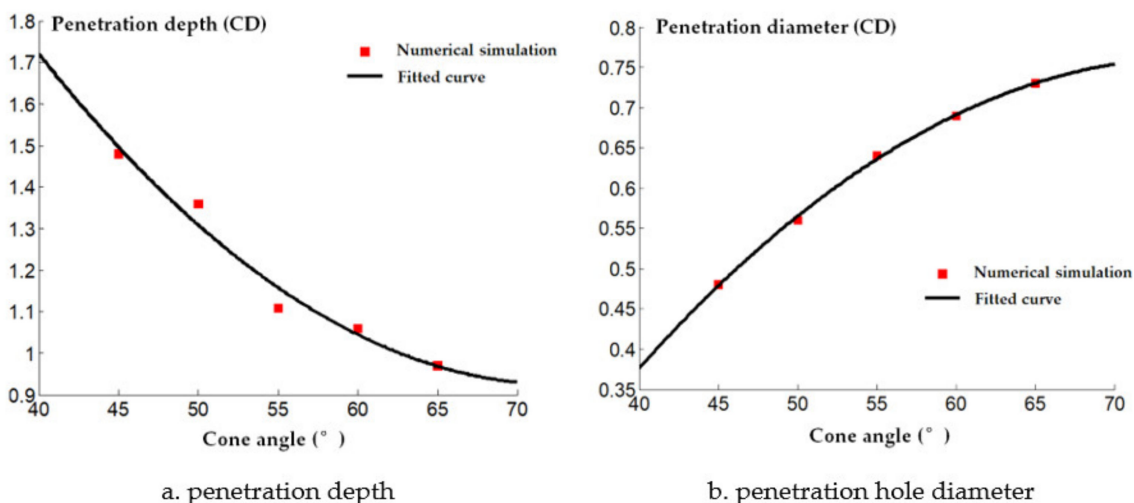 Penetration depth (CD)
1.8
1.7
1.6
1.5
1.4
1.3
1.2
1.1
1
0.9
40 45 50 55 60 65 70
Numerical simulation
Fitted curve
Cone angle (° )
a. penetration depth
Penetration diameter (CD)
0.8
0.75
0.7
0.65
0.6
0.55
0.5
0.45
0.4
0.35
40 45 50 55 60 65 70
Numerical simulation
Fitted curve
Cone angle (° )
b. penetration hole diameter